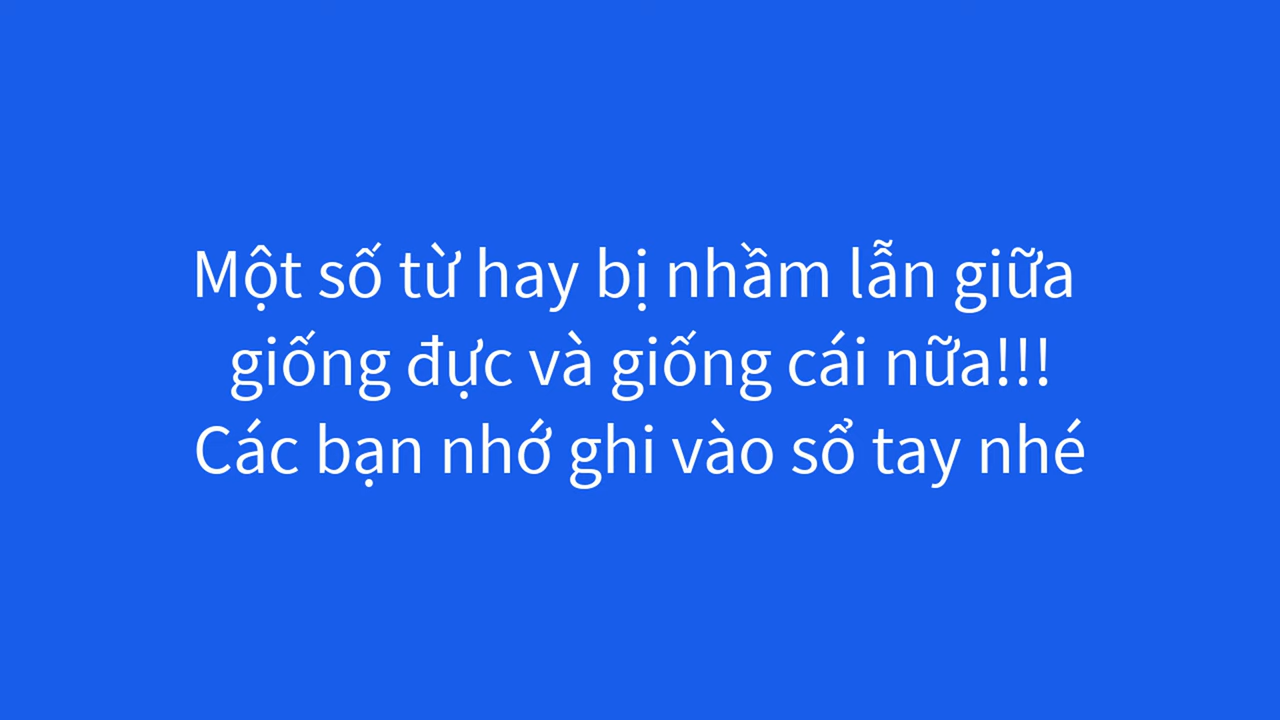 Một số từ hay bị nhầm lẫn giữa
giống đực và giống cái nữa!!!
Các bạn nhớ ghi vào sổ tay nhé